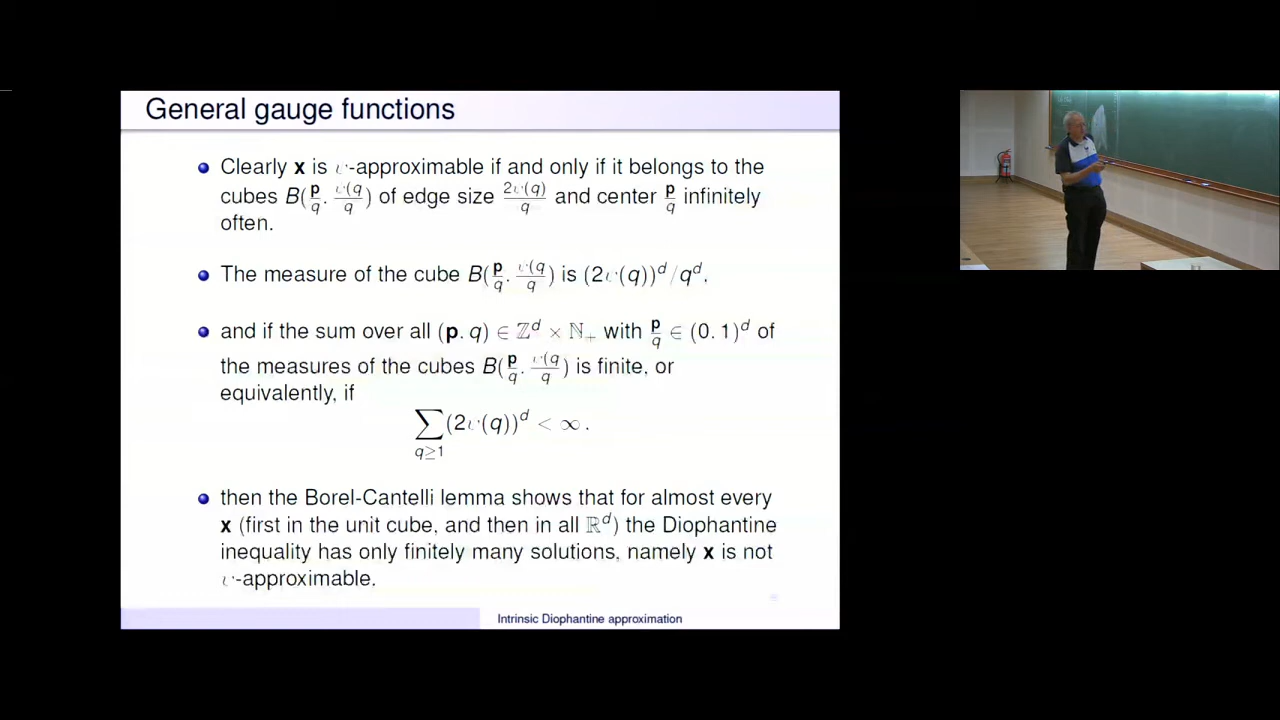 General gauge functions
Clearly x is ψ-approximable if and only if it belongs to the
cubes B(p/q, ψ(q)/q) of edge size 2ψ(q)/q and center p/q infinitely
often.
The measure of the cube B(p/q, ψ(q)/q) is (2ψ(q))^d/q^d,
and if the sum over all (p, q) ∈ ℤ^d × ℕ₊ with p/q ∈ (0, 1)^d of
the measures of the cubes B(p/q, ψ(q)/q) is finite, or
equivalently, if
∑_{q≥1} (2ψ(q))^d < ∞.
then the Borel-Cantelli lemma shows that for almost every
x (first in the unit cube, and then in all ℝ^d) the Diophantine
inequality has only finitely many solutions, namely x is not
ψ-approximable.
Intrinsic Diophantine approximation